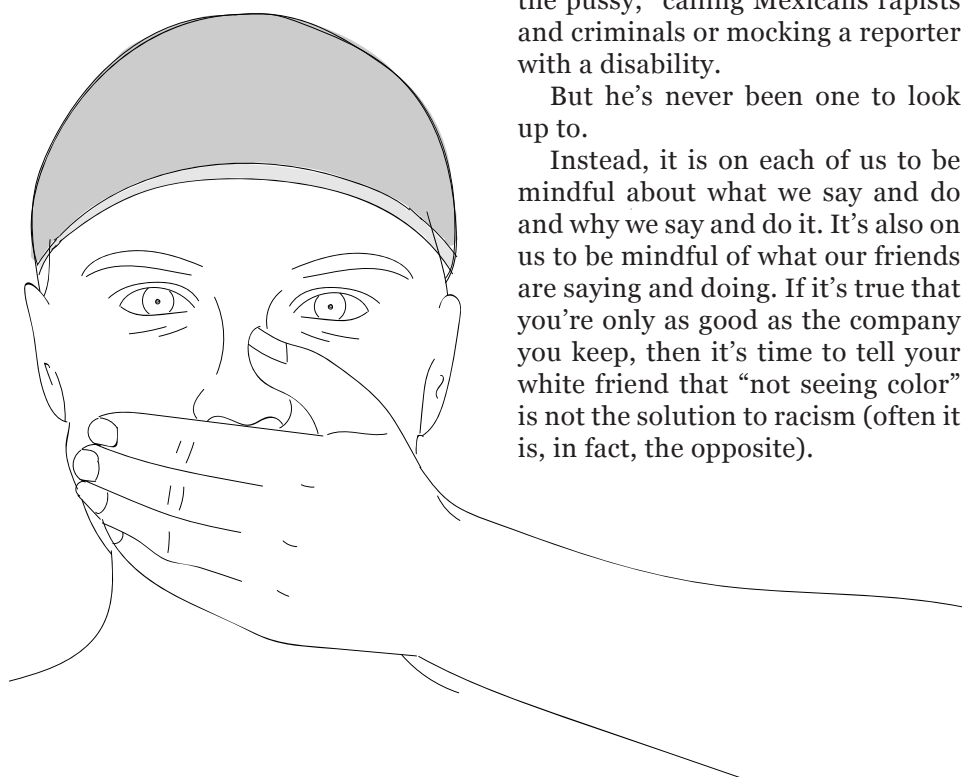 the pussy,” calling Mexicans rapists
and criminals or mocking a reporter
with a disability.
But he’s never been one to look
up to.
Instead, it is on each of us to be
mindful about what we say and do
and why we say and do it. It’s also on
us to be mindful of what our friends
are saying and doing. If it’s true that
you’re only as good as the company
you keep, then it’s time to tell your
white friend that “not seeing color”
is not the solution to racism (often it
is, in fact, the opposite).